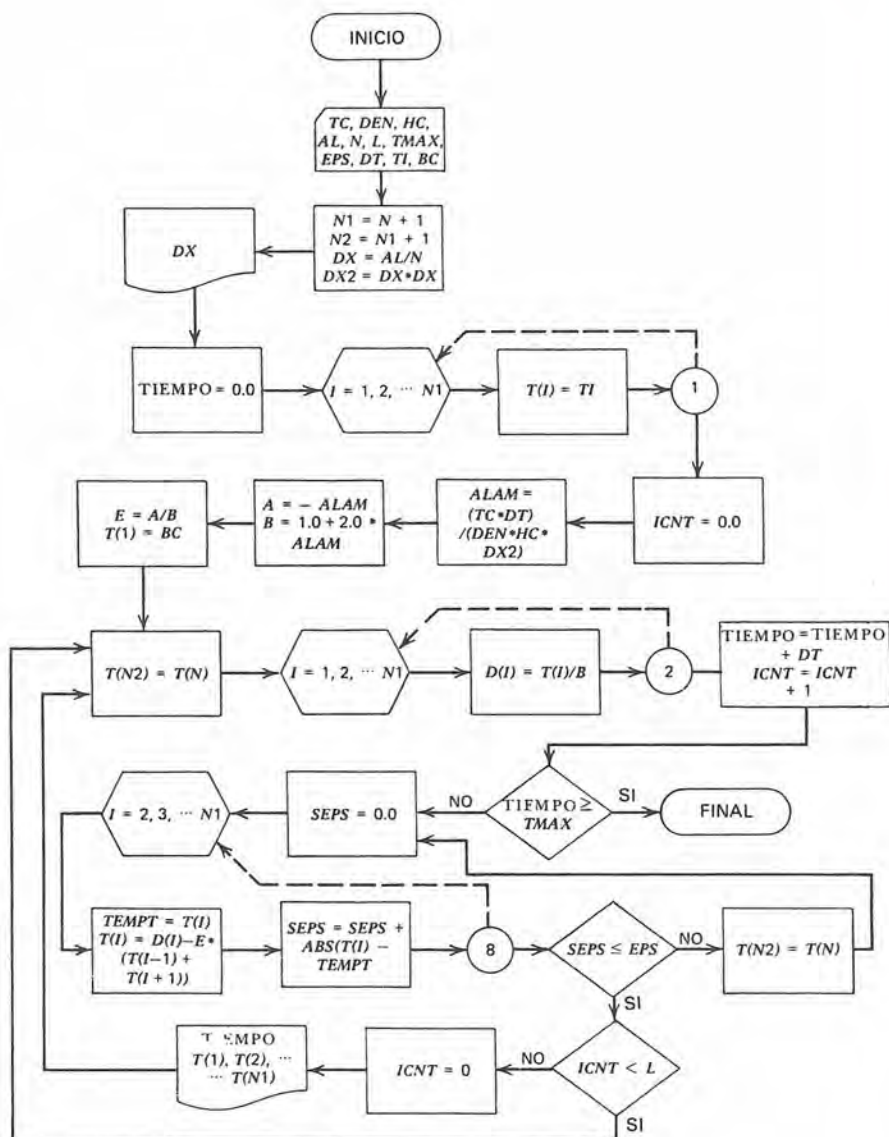 INICIO
TC, DEN, HC,
AL, N, L, TMAX,
EPS, DT, TI, BC
N1 = N + 1
N2 = N1 + 1
DX = AL/N
DX2 = DX*DX
DX
TIEMPO = 0.0
I = 1, 2, ··· N1
T(I) = TI
1
ICNT = 0.0
ALAM =
(TC*DT)
/(DEN*HC*
DX2)
A = − ALAM
B = 1.0 + 2.0 *
ALAM
E = A/B
T(1) = BC
T(N2) = T(N)
I = 1, 2, ··· N1
D(I) = T(I)/B
2
TIEMPO = TIEMPO
+ DT
ICNT = ICNT
+ 1
TIEMPO ≥
TMAX
SI
FINAL
NO
SEPS = 0.0
I = 2, 3, ··· N1
TEMPT = T(I)
T(I) = D(I)−E*
(T(I−1) +
T(I+1))
SEPS = SEPS +
ABS(T(I) −
TEMPT)
8
SEPS ≤ EPS
NO
T(N2) = T(N)
SI
ICNT < L
NO
ICNT = 0
T EMPO
T(1), T(2), ···
··· T(N1)
SI